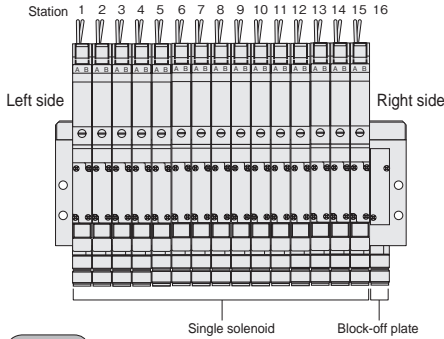 Station 1 2 3 4 5 6 7 8 9 10 11 12 13 14 15 16
A B A B A B A B A B A B A B A B A B A B A B A B A B A B A B
Left side Right side
Single solenoid Block-off plate